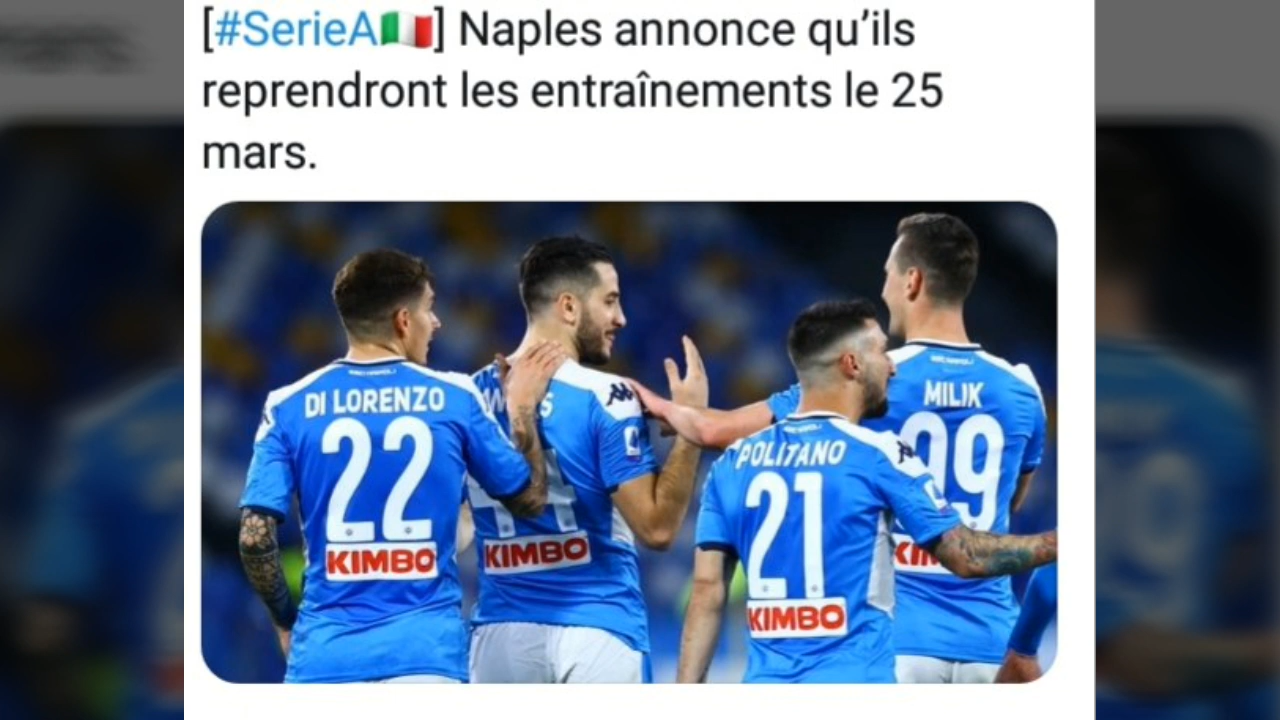 [#SerieA🇮🇹] Naples annonce qu’ils
reprendront les entraînements le 25
mars.
DI LORENZO
22
44
KIMBO
POLITANO
21
KIMBO
MILIK
99
KIMBO